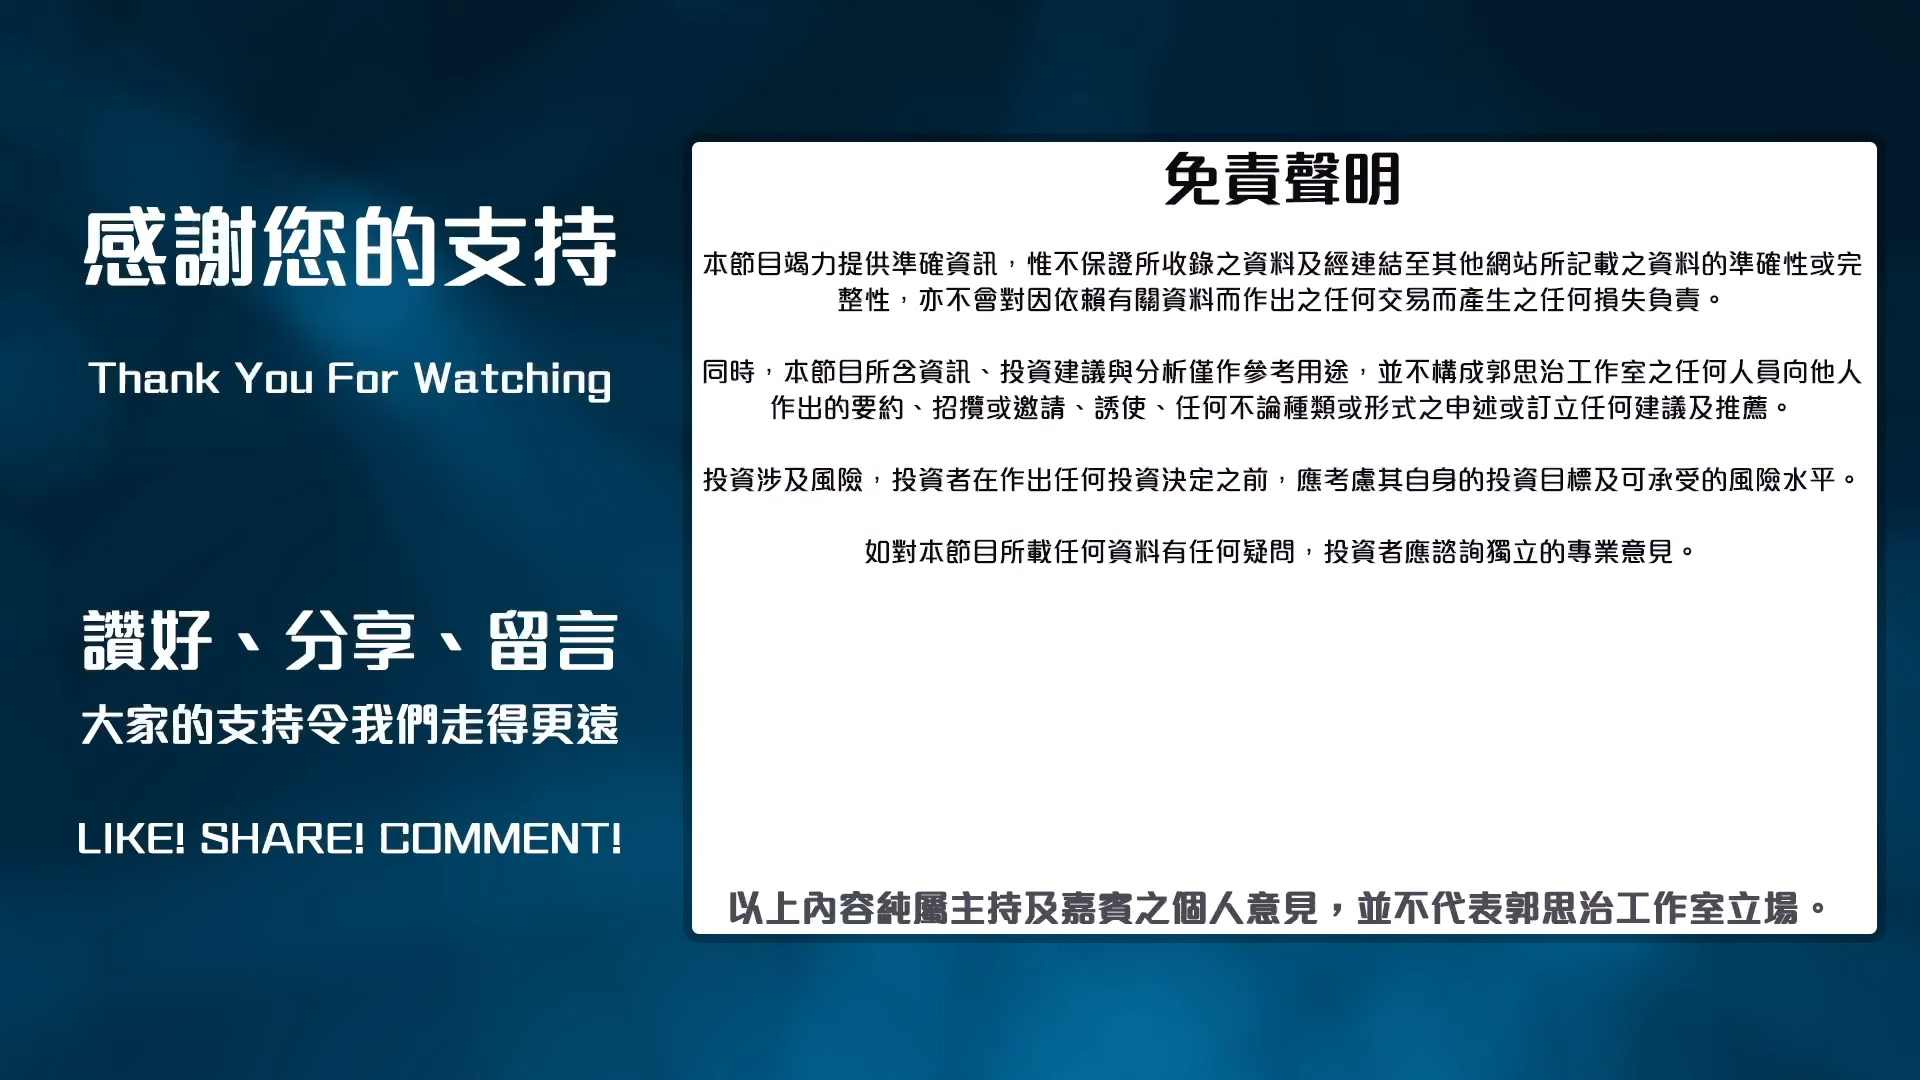 感謝您的支持
Thank You For Watching
讚好、分享、留言
大家的支持令我們走得更遠
LIKE! SHARE! COMMENT!
免責聲明
本節目竭力提供準確資訊，惟不保證所收錄之資料及經連結至其他網站所記載之資料的準確性或完
整性，亦不會對因依賴有關資料而作出之任何交易而產生之任何損失負責。
同時，本節目所含資訊、投資建議與分析僅作參考用途，並不構成郭思治工作室之任何人員向他人
作出的要約、招攬或邀請、誘使、任何不論種類或形式之申述或訂立任何建議及推薦。
投資涉及風險，投資者在作出任何投資決定之前，應考慮其自身的投資目標及可承受的風險水平。
如對本節目所載任何資料有任何疑問，投資者應諮詢獨立的專業意見。
以上內容純屬主持及嘉賓之個人意見，並不代表郭思治工作室立場。